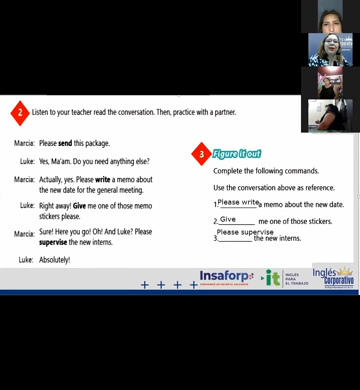 2 Listen to your teacher read the conversation. Then, practice with a partner.
Marcia: Please send this package.
Luke: Yes, Ma'am. Do you need anything else?
Marcia: Actually, yes. Please write a memo about
the new date for the general meeting.
Luke: Right away! Give me one of those memo
stickers please.
Marcia: Sure! Here you go! Oh! And Luke? Please
supervise the new interns.
Luke: Absolutely!
3 Figure it out
Complete the following commands.
Use the conversation above as reference.
1. Please write a memo about the new date.
2. Give me one of those stickers.
3. Please supervise the new interns.
Insaforp
it INGLÉS
PARA
EL TRABAJO
Inglés
Corporativo